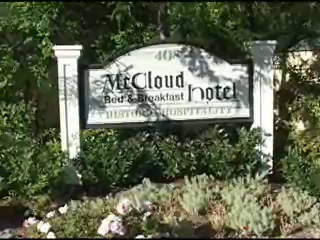 408
McCloud
Bed & Breakfast hotel
HISTORIC HOSPITALITY